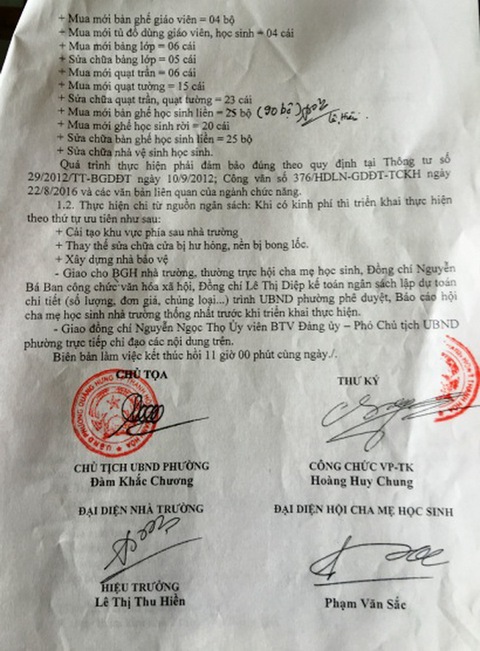 + Mua mới bàn ghế giáo viên = 04 bộ
+ Mua mới tủ đồ dùng giáo viên, học sinh = 04 cái
+ Mua mới bảng lớp = 06 cái
+ Sửa chữa bảng lớp = 05 cái
+ Mua mới quạt trần = 06 cái
+ Mua mới quạt tường = 15 cái
+ Sửa chữa quạt trần, quạt tường = 23 cái
+ Mua mới bàn ghế học sinh liền = 25 bộ (90 bộ)
+ Mua mới ghế học sinh rời = 20 cái
+ Sửa chữa bàn ghế học sinh liền = 25 bộ
+ Sửa chữa nhà vệ sinh học sinh.
Quá trình thực hiện phải đảm bảo đúng theo quy định tại Thông tư số
29/2012/TT-BGDĐT ngày 10/9/2012; Công văn số 376/HDLN-GDĐT-TCKH ngày
22/8/2016 và các văn bản liên quan của ngành chức năng.
1.2. Thực hiện chi từ nguồn ngân sách: Khi có kinh phí thì triển khai thực hiện
theo thứ tự ưu tiên như sau:
+ Cải tạo khu vực phía sau nhà trường
+ Thay thế sửa chữa cửa bị hư hỏng, nền bị bong lốc.
+ Xây dựng nhà bảo vệ
- Giao cho BGH nhà trường, thường trực hội cha mẹ học sinh, Đồng chí Nguyễn
Bá Ban công chức văn hóa xã hội, Đồng chí Lê Thị Diệp kế toán ngân sách lập dự toán
chi tiết (số lượng, đơn giá, chủng loại...) trình UBND phường phê duyệt, Báo cáo hội
cha mẹ học sinh nhà trường thống nhất trước khi triển khai thực hiện.
- Giao đồng chí Nguyễn Ngọc Thọ Ủy viên BTV Đảng ủy – Phó Chủ tịch UBND
phường trực tiếp chỉ đạo các nội dung trên.
Biên bản làm việc kết thúc hồi 11 giờ 00 phút cùng ngày./.
CHỦ TỌA
THƯ KÝ
CHỦ TỊCH UBND PHƯỜNG
Đàm Khắc Chương
CÔNG CHỨC VP-TK
Hoàng Huy Chung
ĐẠI DIỆN NHÀ TRƯỜNG
ĐẠI DIỆN HỘI CHA MẸ HỌC SINH
HIỆU TRƯỞNG
Lê Thị Thu Hiền
Phạm Văn Sắc